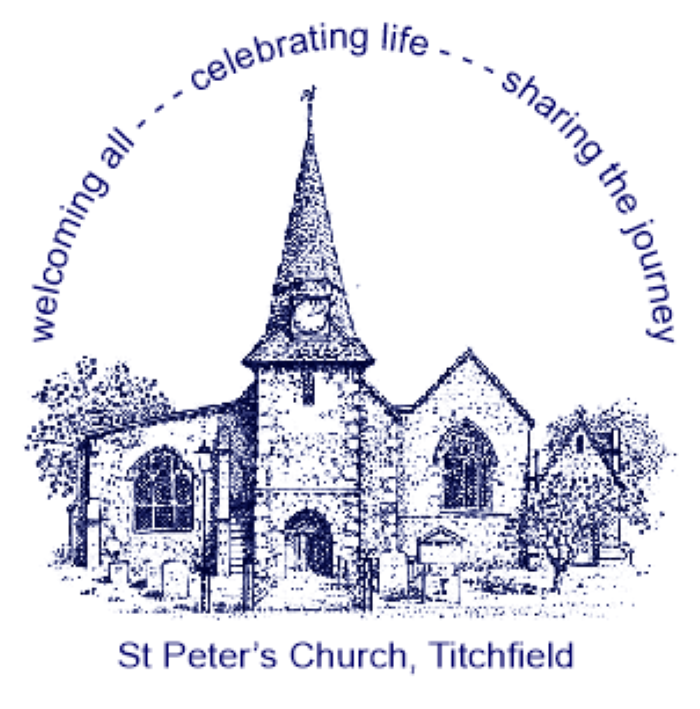 welcoming all - - - celebrating life - - - sharing the journey
St Peter's Church, Titchfield